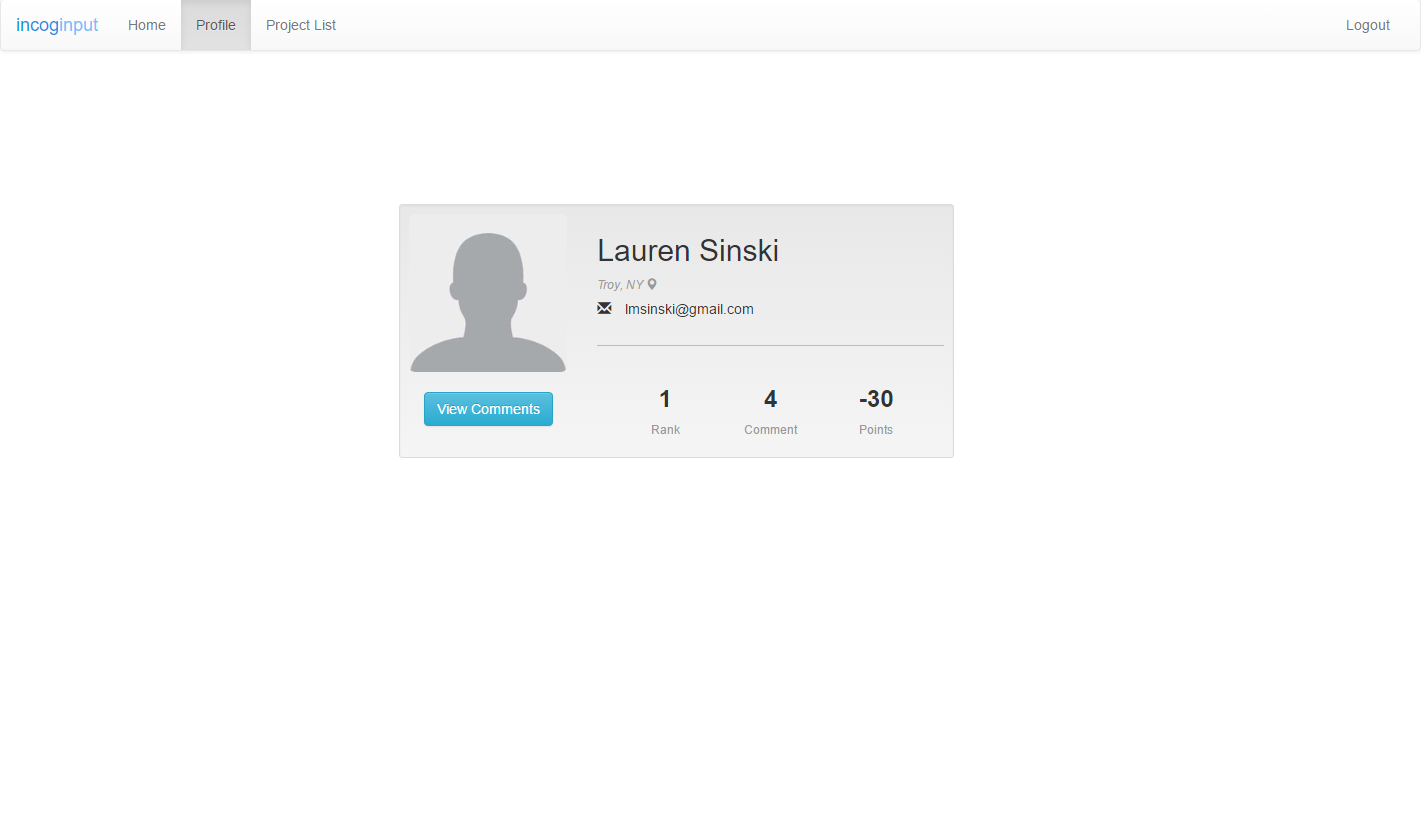 incoginput Home Profile Project List Logout
Lauren Sinski
Troy, NY
lmsinski@gmail.com
View Comments
1 4 -30
Rank Comment Points